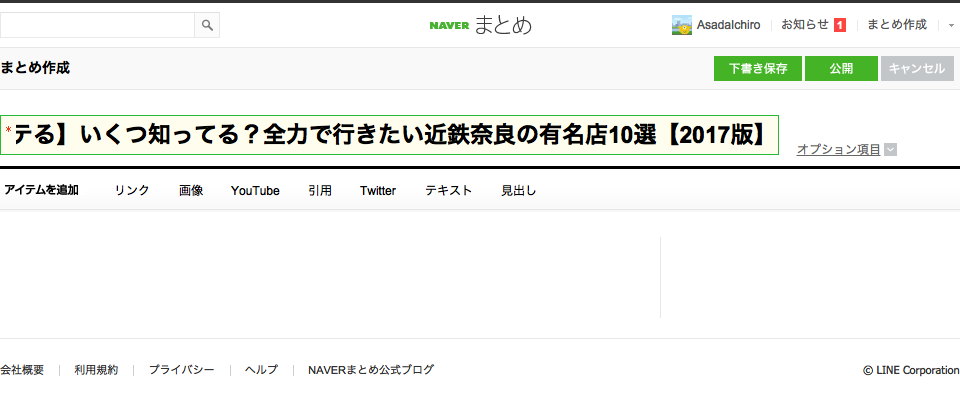 NAVER まとめ AsadaIchiro お知らせ 1 まとめ作成
まとめ作成 下書き保存 公開 キャンセル
*テる】いくつ知ってる？全力で行きたい近鉄奈良の有名店10選【2017版】
オプション項目
アイテムを追加 リンク 画像 YouTube 引用 Twitter テキスト 見出し
会社概要 利用規約 プライバシー ヘルプ NAVERまとめ公式ブログ © LINE Corporation